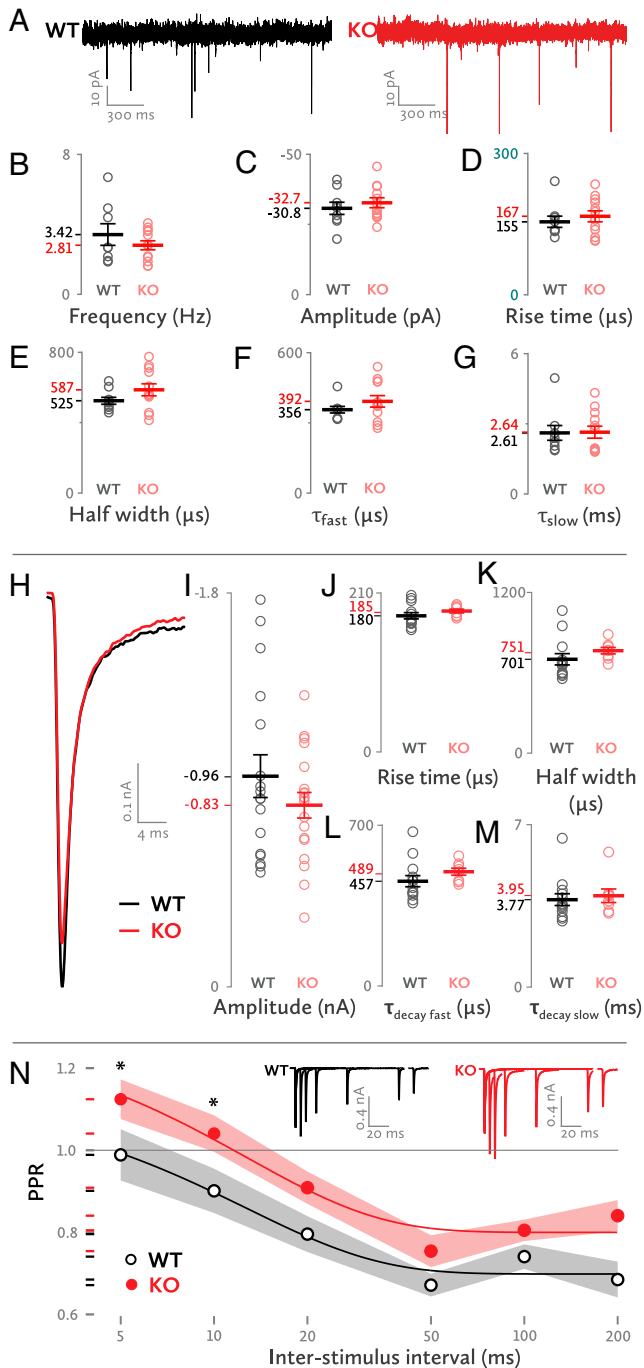 A
WT
KO
10 pA
300 ms
10 pA
300 ms
B
8
3.42
2.81
0
WT
KO
Frequency (Hz)
C
-50
-32.7
-30.8
0
WT
KO
Amplitude (pA)
D
300
167
155
0
WT
KO
Rise time (µs)
E
800
587
525
0
WT
KO
Half width (µs)
F
600
392
356
0
WT
KO
τfast (µs)
G
6
2.64
2.61
0
WT
KO
τslow (ms)
H
0.1 nA
4 ms
WT
KO
I
-1.8
-0.96
-0.83
0
WT
KO
Amplitude (nA)
J
210
185
180
0
WT
KO
Rise time (µs)
K
1200
751
701
0
WT
KO
Half width
(µs)
L
700
489
457
0
WT
KO
τdecay fast (µs)
M
7
3.95
3.77
0
WT
KO
τdecay slow (ms)
N
1.2
1.0
0.8
0.6
PPR
*
*
WT
0.4 nA
20 ms
KO
0.4 nA
20 ms
WT
KO
5
10
20
50
100
200
Inter-stimulus interval (ms)